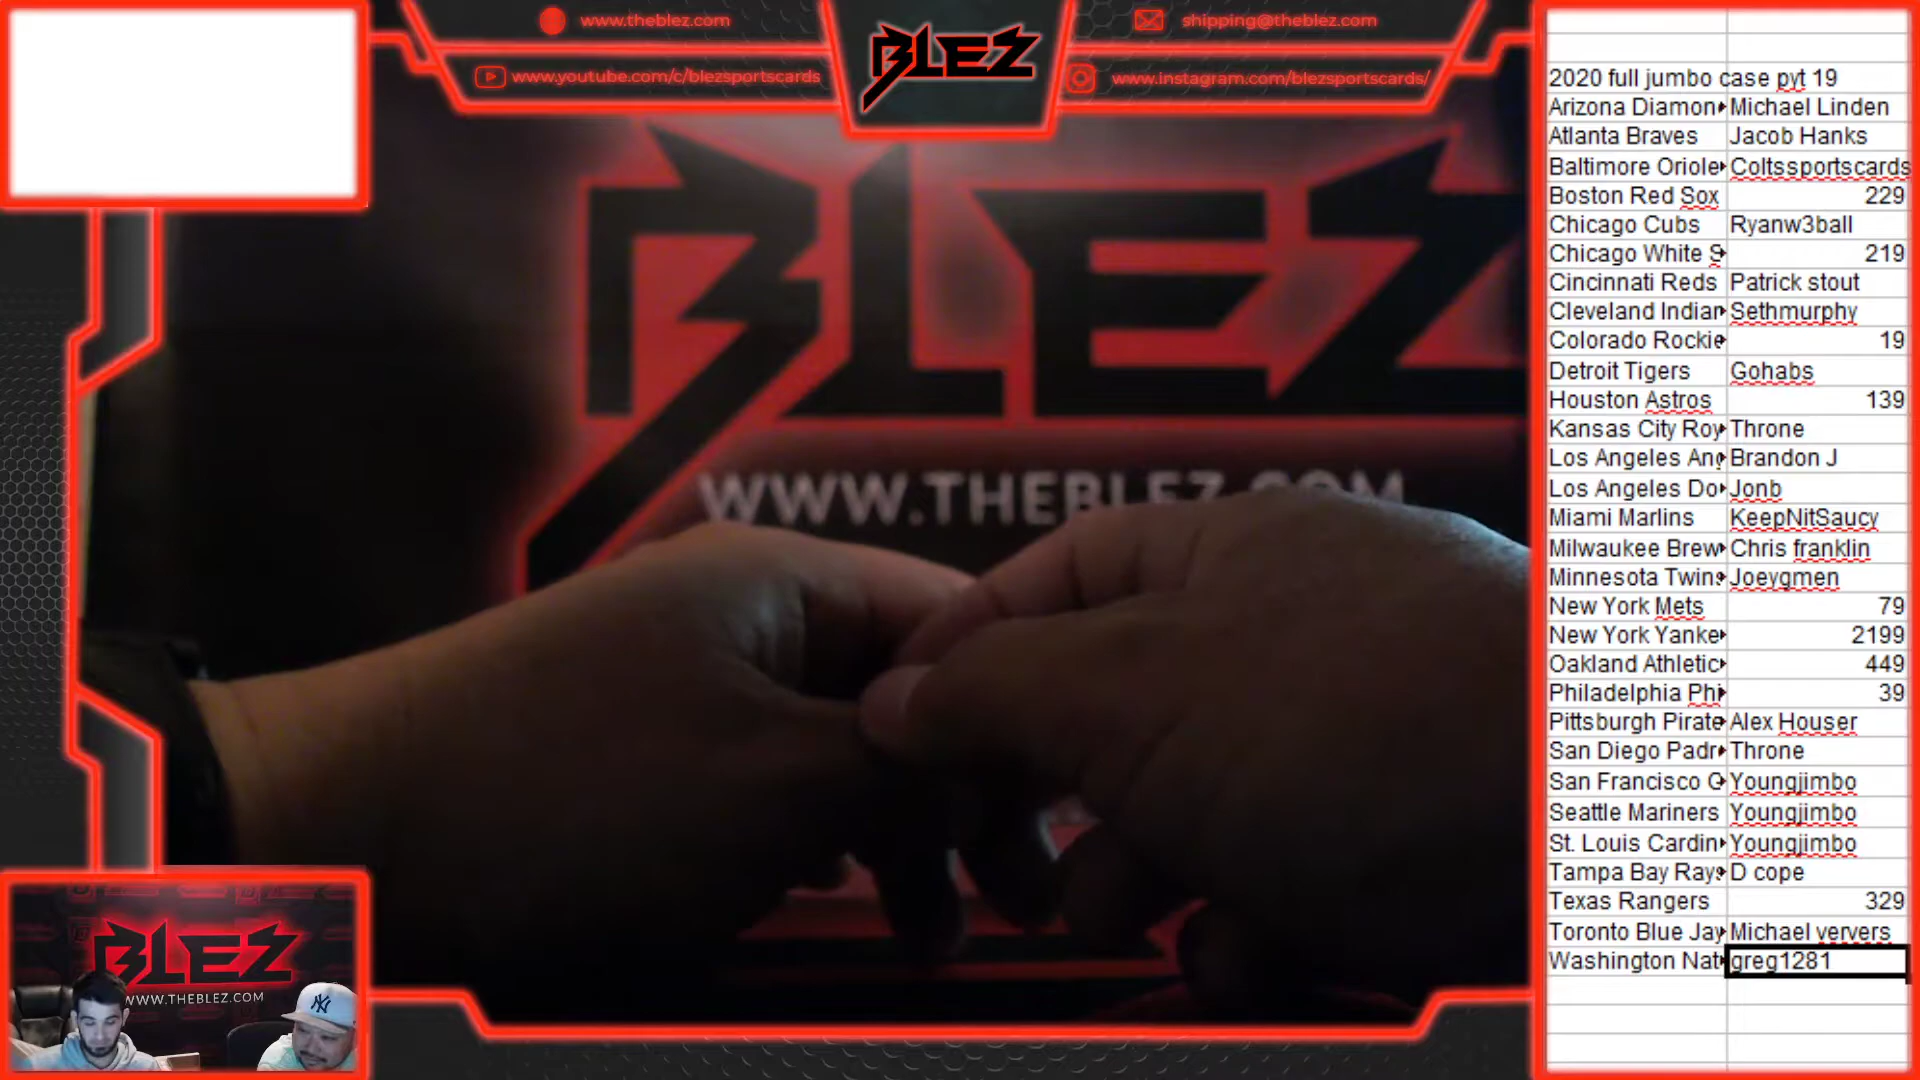 www.theblez.com
www.youtube.com/c/blezsportscards
BLEZ
shipping@theblez.com
www.instagram.com/blezsportscards/
BLEZ
WWW.THEBLEZ.COM
BLEZ
WWW.THEBLEZ.COM
NY
2020 full jumbo case pyt 19
Arizona Diamon Michael Linden
Atlanta Braves Jacob Hanks
Baltimore Oriole Coltssportscards
Boston Red Sox 229
Chicago Cubs Ryanw3ball
Chicago White S 219
Cincinnati Reds Patrick stout
Cleveland Indian Sethmurphy
Colorado Rockie 19
Detroit Tigers Gohabs
Houston Astros 139
Kansas City Roy Throne
Los Angeles Ang Brandon J
Los Angeles Do Jonb
Miami Marlins KeepNitSaucy
Milwaukee Brew Chris franklin
Minnesota Twins Joeygmen
New York Mets 79
New York Yanke 2199
Oakland Athletic 449
Philadelphia Phi 39
Pittsburgh Pirate Alex Houser
San Diego Padr Throne
San Francisco G Youngjimbo
Seattle Mariners Youngjimbo
St. Louis Cardin Youngjimbo
Tampa Bay Rays D cope
Texas Rangers 329
Toronto Blue Jay Michael ververs
Washington Nat greg1281